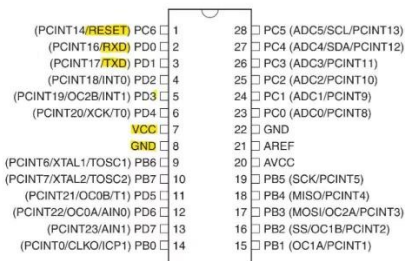 (PCINT14/RESET) PC6 1 28 PC5 (ADC5/SCL/PCINT13)
(PCINT16/RXD) PD0 2 27 PC4 (ADC4/SDA/PCINT12)
(PCINT17/TXD) PD1 3 26 PC3 (ADC3/PCINT11)
(PCINT18/INT0) PD2 4 25 PC2 (ADC2/PCINT10)
(PCINT19/OC2B/INT1) PD3 5 24 PC1 (ADC1/PCINT9)
(PCINT20/XCK/T0) PD4 6 23 PC0 (ADC0/PCINT8)
VCC 7 22 GND
GND 8 21 AREF
(PCINT6/XTAL1/TOSC1) PB6 9 20 AVCC
(PCINT7/XTAL2/TOSC2) PB7 10 19 PB5 (SCK/PCINT5)
(PCINT21/OC0B/T1) PD5 11 18 PB4 (MISO/PCINT4)
(PCINT22/OC0A/AIN0) PD6 12 17 PB3 (MOSI/OC2A/PCINT3)
(PCINT23/AIN1) PD7 13 16 PB2 (SS/OC1B/PCINT2)
(PCINT0/CLKO/ICP1) PB0 14 15 PB1 (OC1A/PCINT1)